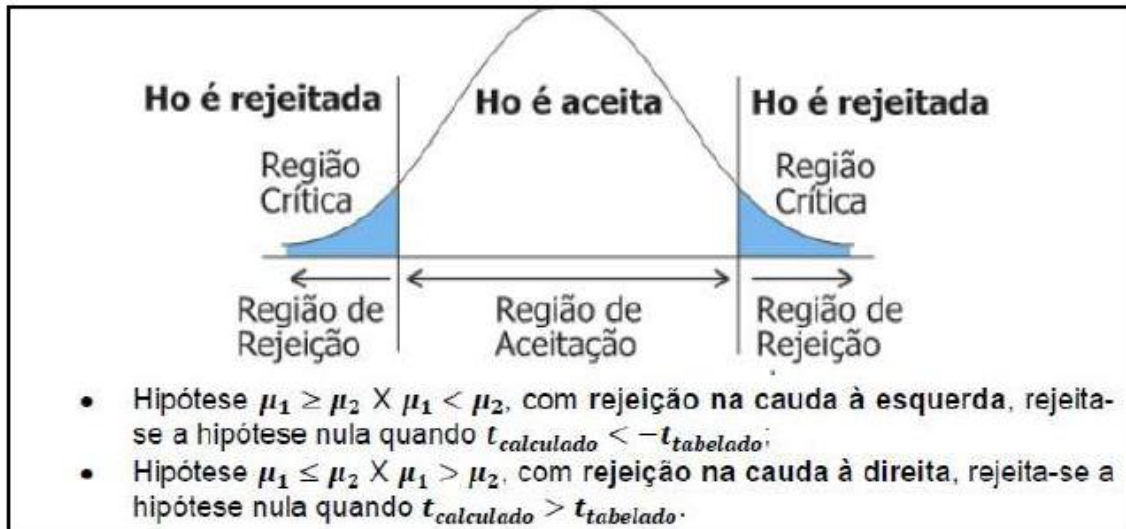 Ho é rejeitada
Ho é aceita
Ho é rejeitada
Região
Crítica
Região
Crítica
Região de
Rejeição
Região de
Aceitação
Região de
Rejeição
• Hipótese μ₁ ≥ μ₂ X μ₁ < μ₂, com rejeição na cauda à esquerda, rejeita-
se a hipótese nula quando t_calculado < −t_tabelado;
• Hipótese μ₁ ≤ μ₂ X μ₁ > μ₂, com rejeição na cauda à direita, rejeita-se a
hipótese nula quando t_calculado > t_tabelado.